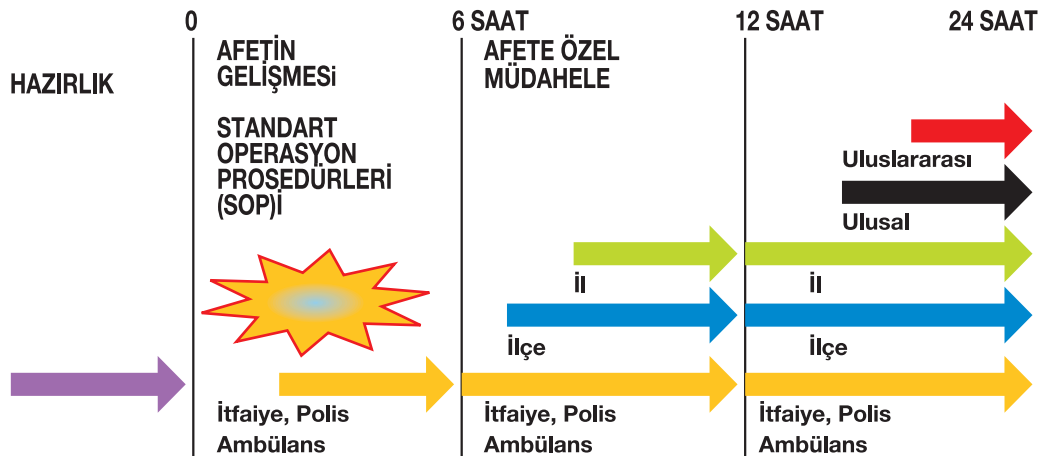 0
6 SAAT
12 SAAT
24 SAAT
HAZIRLIK
AFETİN
GELİŞMESi
STANDART
OPERASYON
PROSEDÜRLERİ
(SOP)İ
AFETE ÖZEL
MÜDAHELE
Uluslararası
Ulusal
İl
İl
İlçe
İlçe
İtfaiye, Polis
Ambülans
İtfaiye, Polis
Ambülans
İtfaiye, Polis
Ambülans